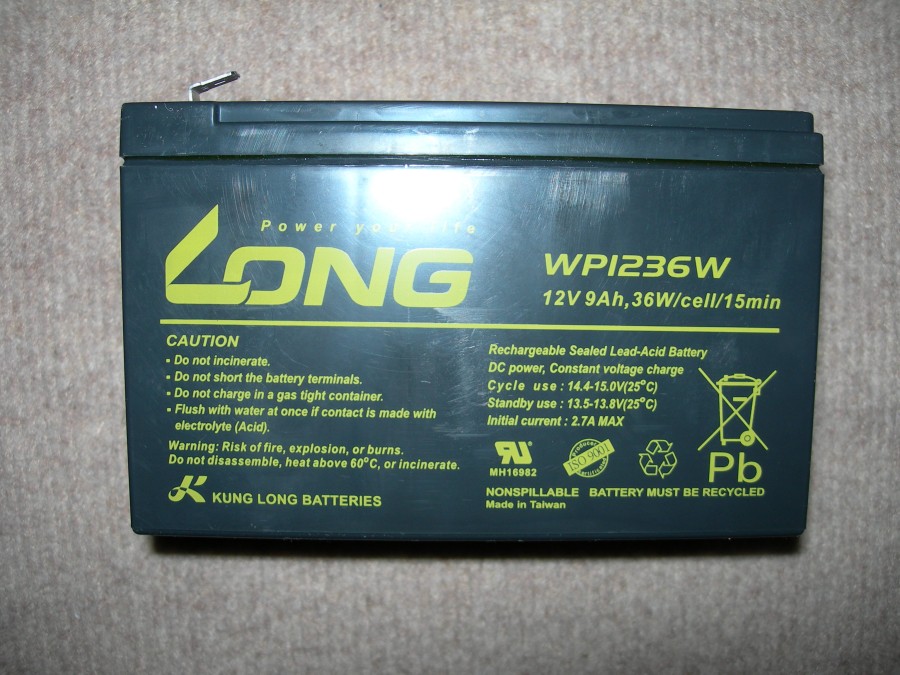 Power your life
LONG
WP1236W
12V 9Ah,36W/cell/15min
CAUTION
• Do not incinerate.
• Do not short the battery terminals.
• Do not charge in a gas tight container.
• Flush with water at once if contact is made with
electrolyte (Acid).
Warning: Risk of fire, explosion, or burns.
Do not disassemble, heat above 60°C, or incinerate.
KUNG LONG BATTERIES
Rechargeable Sealed Lead-Acid Battery
DC power, Constant voltage charge
Cycle use : 14.4-15.0V(25°C)
Standby use : 13.5-13.8V(25°C)
Initial current : 2.7A MAX
MH16982
ISO 9001
Pb
NONSPILLABLE BATTERY MUST BE RECYCLED
Made in Taiwan